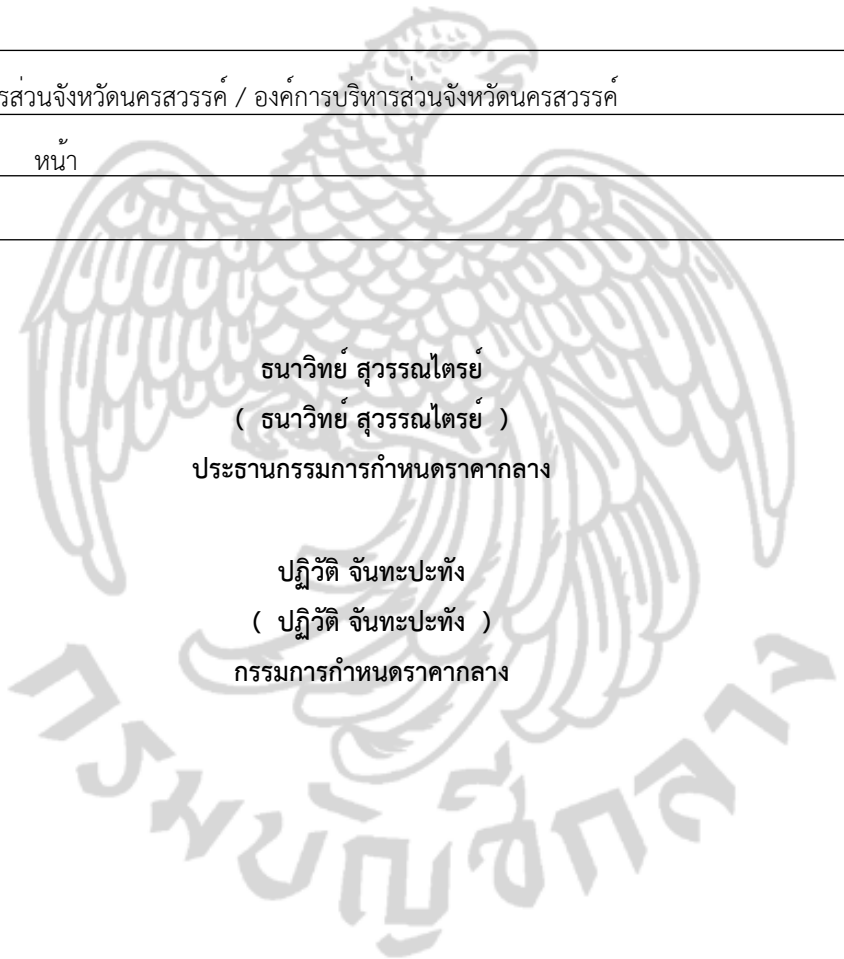 รส่วนจังหวัดนครสวรรค์ / องค์การบริหารส่วนจังหวัดนครสวรรค์
หน้า
ธนาวิทย์ สุวรรณไตรย์
( ธนาวิทย์ สุวรรณไตรย์ )
ประธานกรรมการกำหนดราคากลาง
ปฏิวัติ จันทะปะทัง
( ปฏิวัติ จันทะปะทัง )
กรรมการกำหนดราคากลาง
กรมบัญชีกลาง